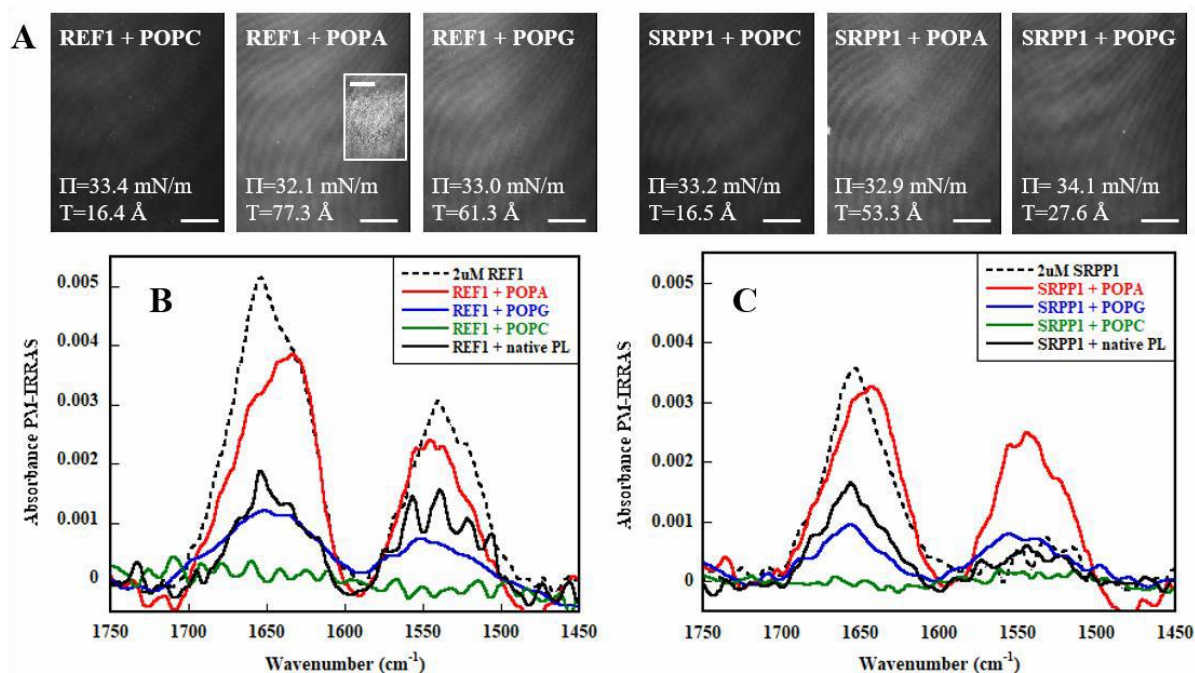 A
REF1 + POPC
Π=33.4 mN/m
T=16.4 Å
REF1 + POPA
Π=32.1 mN/m
T=77.3 Å
REF1 + POPG
Π=33.0 mN/m
T=61.3 Å
SRPP1 + POPC
Π=33.2 mN/m
T=16.5 Å
SRPP1 + POPA
Π=32.9 mN/m
T=53.3 Å
SRPP1 + POPG
Π= 34.1 mN/m
T=27.6 Å
B
2uM REF1
REF1 + POPA
REF1 + POPG
REF1 + POPC
REF1 + native PL
Absorbance PM-IRRAS
0.005
0.004
0.003
0.002
0.001
0
1750 1700 1650 1600 1550 1500 1450
Wavenumber (cm⁻¹)
C
2uM SRPP1
SRPP1 + POPA
SRPP1 + POPG
SRPP1 + POPC
SRPP1 + native PL
Absorbance PM-IRRAS
0.005
0.004
0.003
0.002
0.001
0
1750 1700 1650 1600 1550 1500 1450
Wavenumber (cm⁻¹)